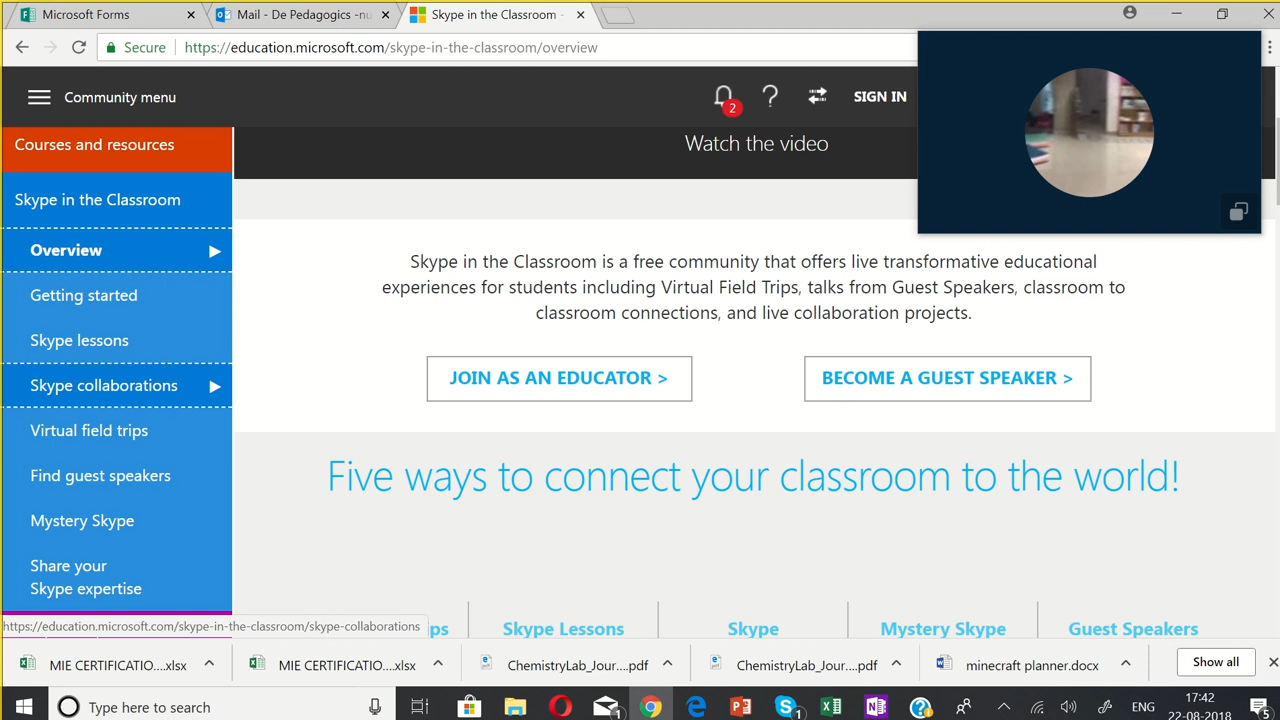 Microsoft Forms
Mail - De Pedagogics -nu
Skype in the Classroom -
Secure
https://education.microsoft.com/skype-in-the-classroom/overview
Community menu
2
SIGN IN
Courses and resources
Watch the video
Skype in the Classroom
Overview
Getting started
Skype lessons
Skype collaborations
Virtual field trips
Find guest speakers
Mystery Skype
Share your
Skype expertise
Skype in the Classroom is a free community that offers live transformative educational
experiences for students including Virtual Field Trips, talks from Guest Speakers, classroom to
classroom connections, and live collaboration projects.
JOIN AS AN EDUCATOR >
BECOME A GUEST SPEAKER >
Five ways to connect your classroom to the world!
https://education.microsoft.com/skype-in-the-classroom/skype-collaborations
ps
Skype Lessons
Skype
Mystery Skype
Guest Speakers
MIE CERTIFICATIO....xlsx
MIE CERTIFICATIO....xlsx
ChemistryLab_Jour....pdf
ChemistryLab_Jour....pdf
minecraft planner.docx
Show all
Type here to search
1
1
ENG
17:42
22-08-2018
5